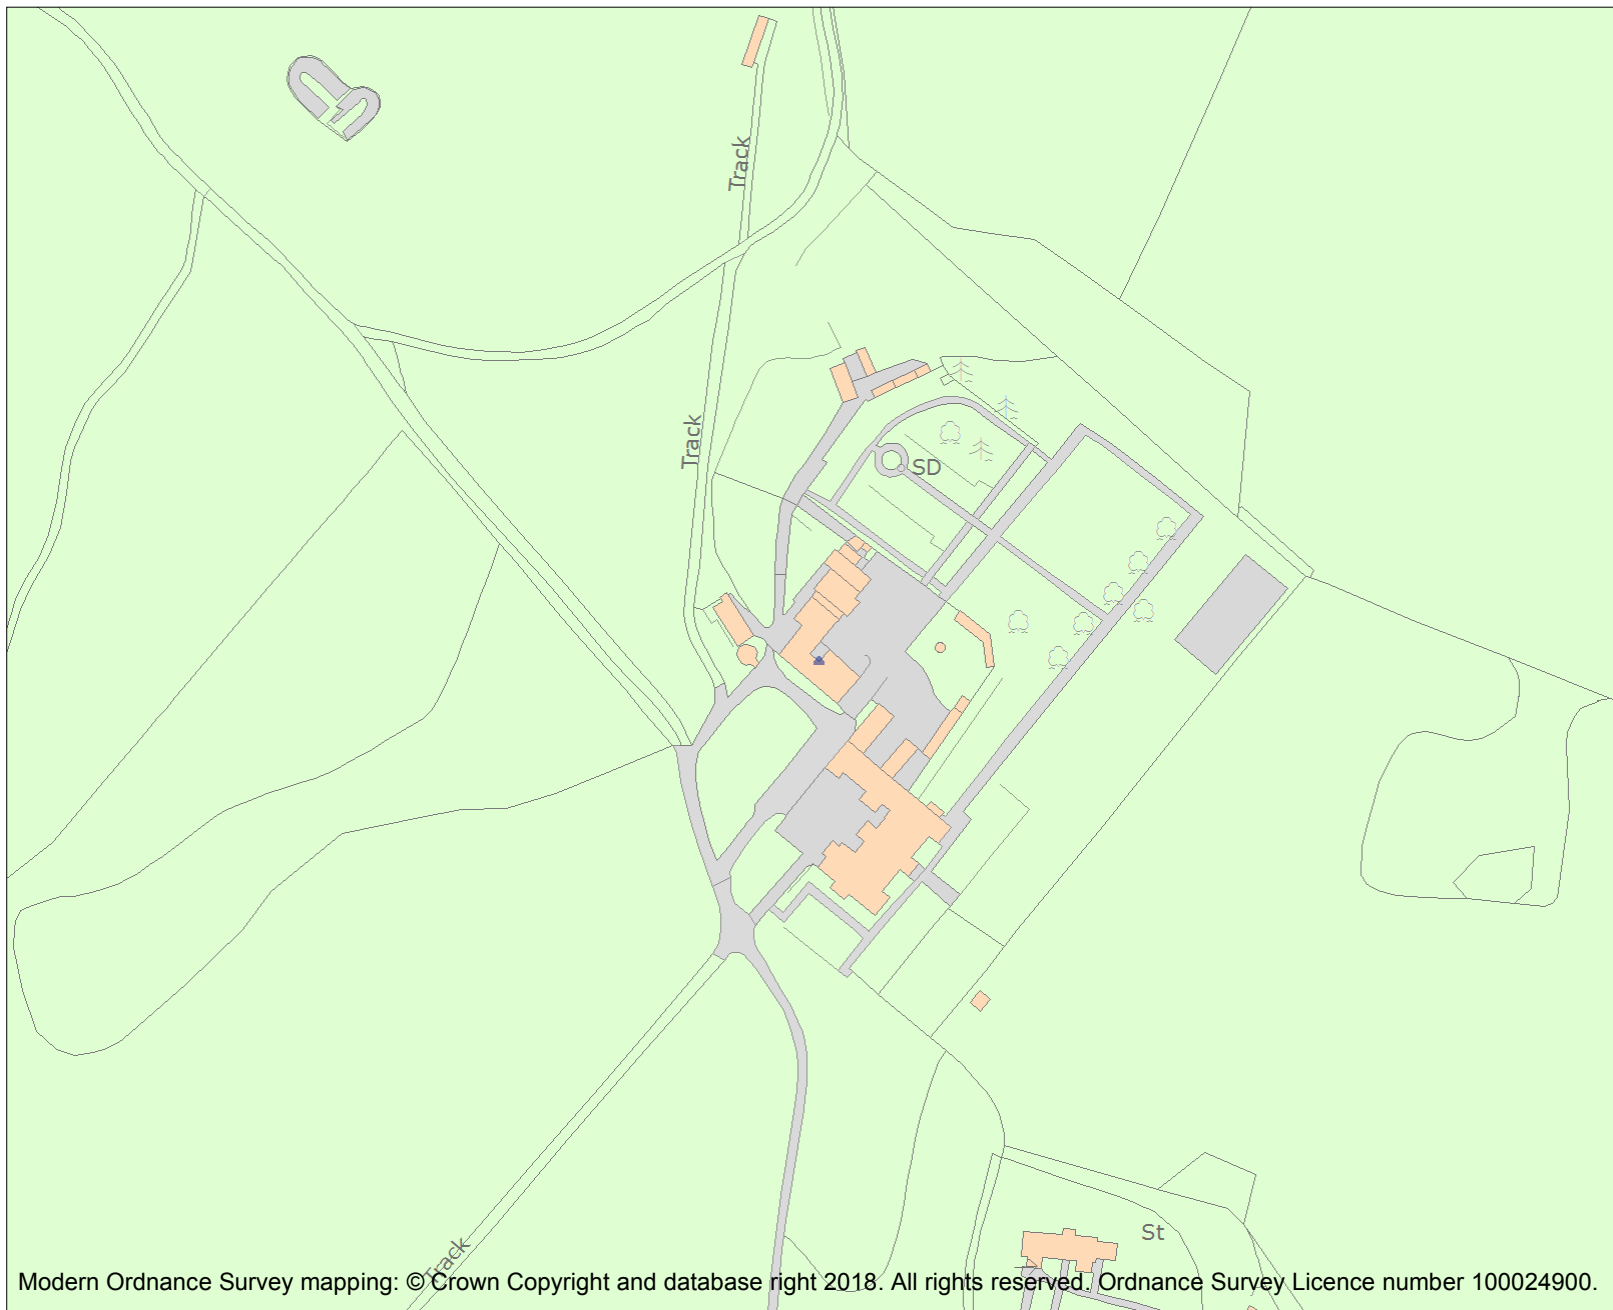 Track
Track
SD
St
Track
Modern Ordnance Survey mapping: © Crown Copyright and database right 2018. All rights reserved. Ordnance Survey Licence number 100024900.